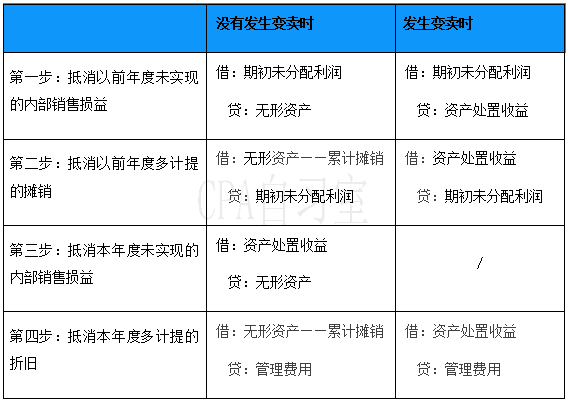 没有发生变卖时
发生变卖时
第一步：抵消以前年度未实现
的内部销售损益
借：期初未分配利润
贷：无形资产
借：期初未分配利润
贷：资产处置收益
第二步：抵消以前年度多计提
的摊销
借：无形资产－－累计摊销
贷：期初未分配利润
借：资产处置收益
贷：期初未分配利润
第三步：抵消本年度未实现的
内部销售损益
借：资产处置收益
贷：无形资产
/
第四步：抵消本年度多计提的
折旧
借：无形资产－－累计摊销
贷：管理费用
借：资产处置收益
贷：管理费用
CPA自习室